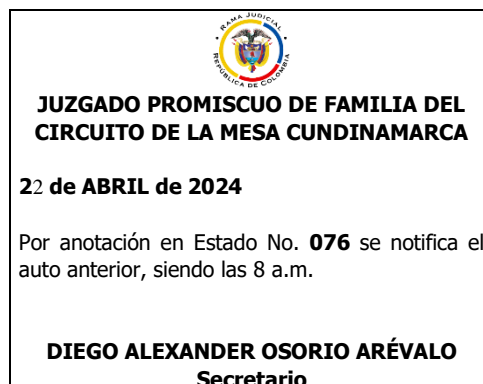 RAMA JUDICIAL
REPÚBLICA DE COLOMBIA
JUZGADO PROMISCUO DE FAMILIA DEL
CIRCUITO DE LA MESA CUNDINAMARCA
22 de ABRIL de 2024
Por anotación en Estado No. 076 se notifica el
auto anterior, siendo las 8 a.m.
DIEGO ALEXANDER OSORIO ARÉVALO
Secretario